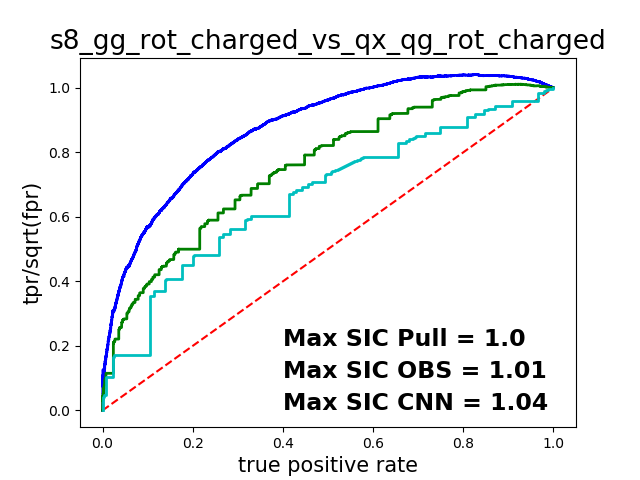 s8_gg_rot_charged_vs_qx_qg_rot_charged
tpr/sqrt(fpr)
1.0
0.8
0.6
0.4
0.2
0.0
Max SIC Pull = 1.0
Max SIC OBS = 1.01
Max SIC CNN = 1.04
0.0 0.2 0.4 0.6 0.8 1.0
true positive rate